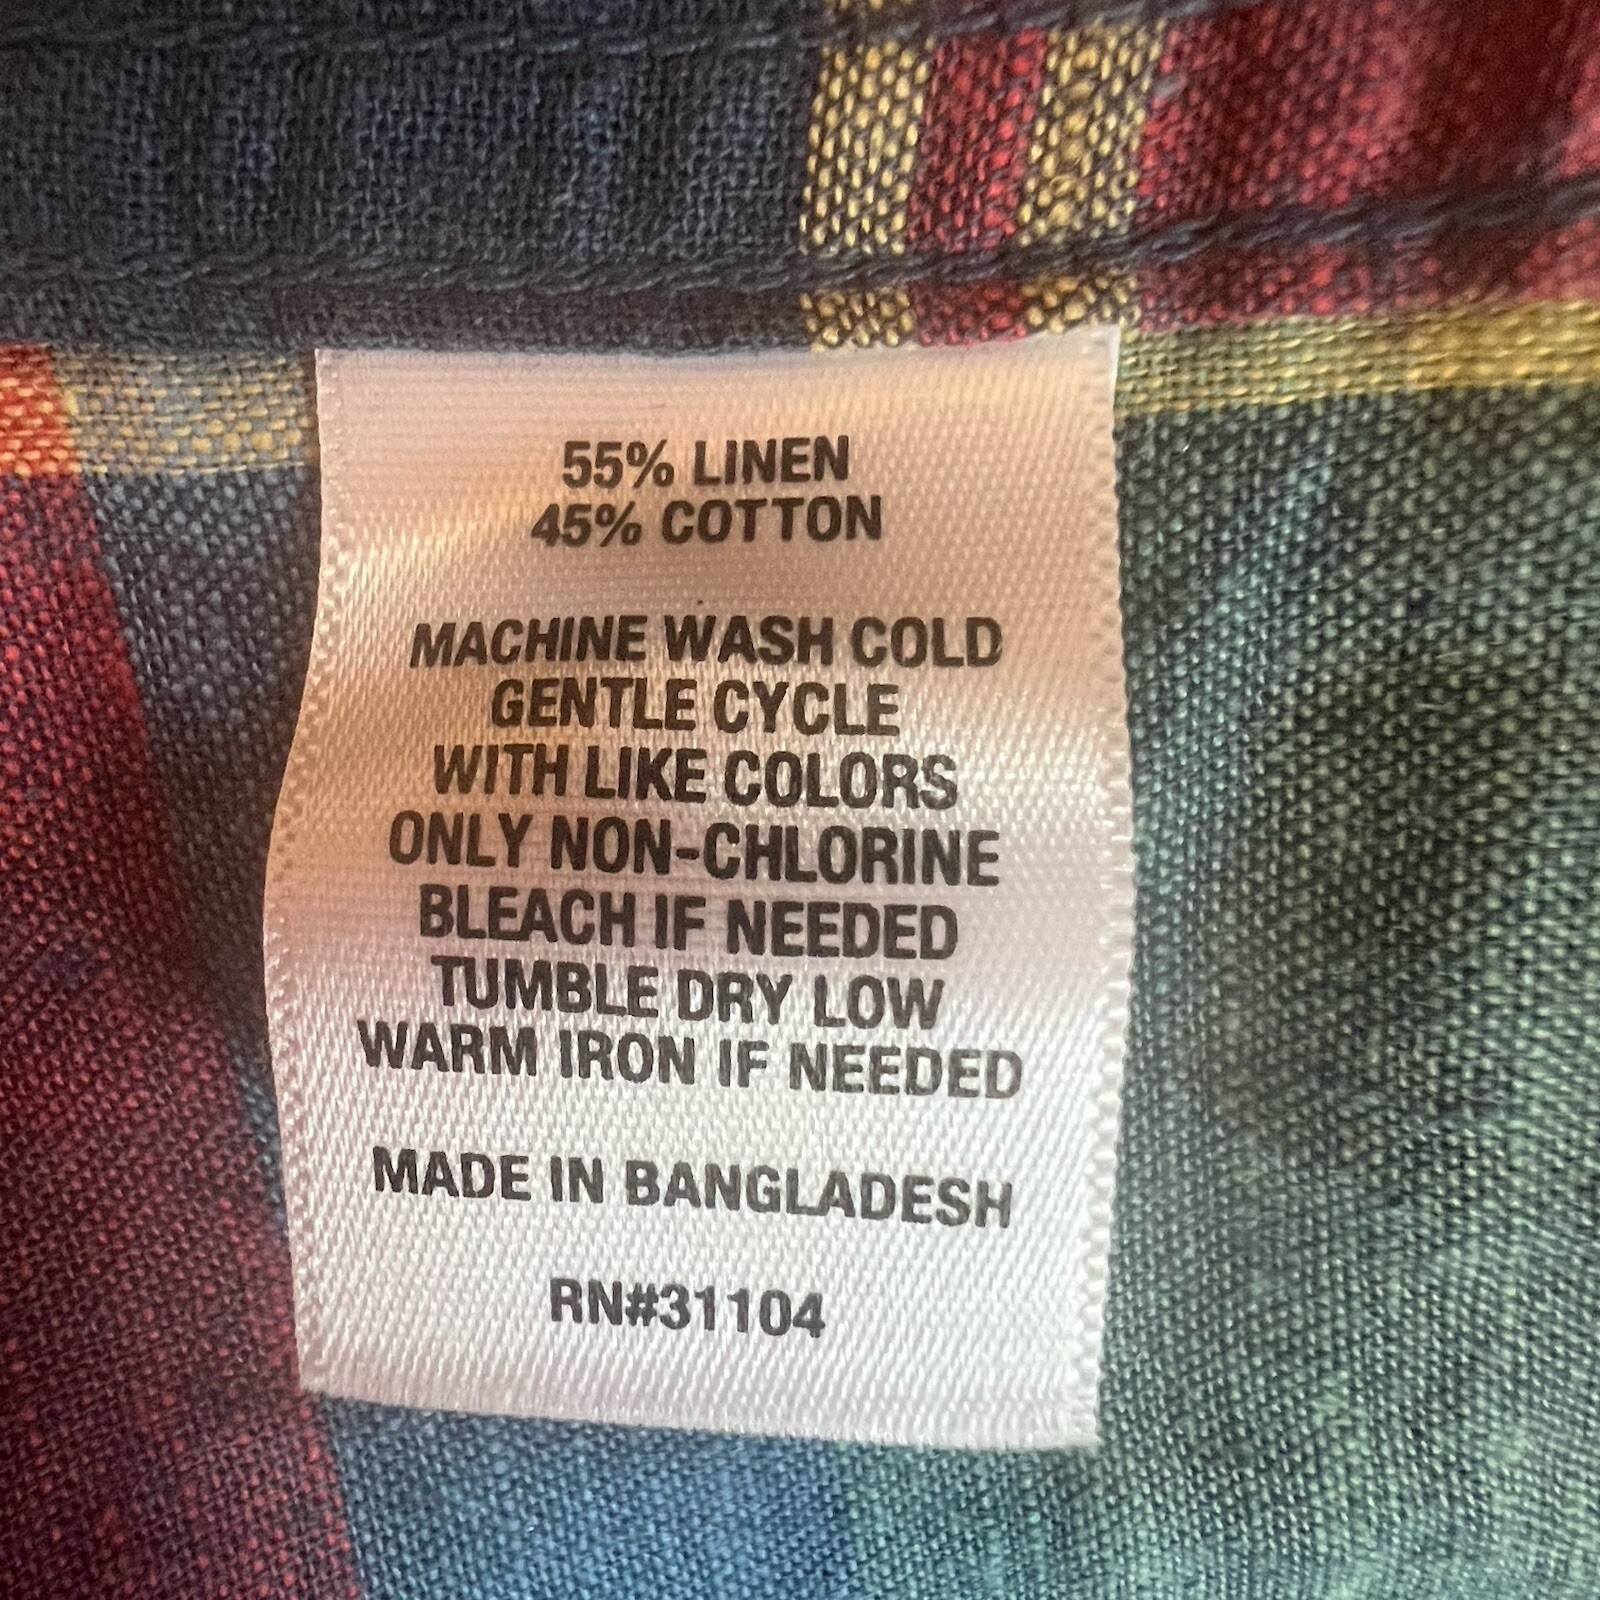 55% LINEN
45% COTTON
MACHINE WASH COLD
GENTLE CYCLE
WITH LIKE COLORS
ONLY NON-CHLORINE
BLEACH IF NEEDED
TUMBLE DRY LOW
WARM IRON IF NEEDED
MADE IN BANGLADESH
RN#31104